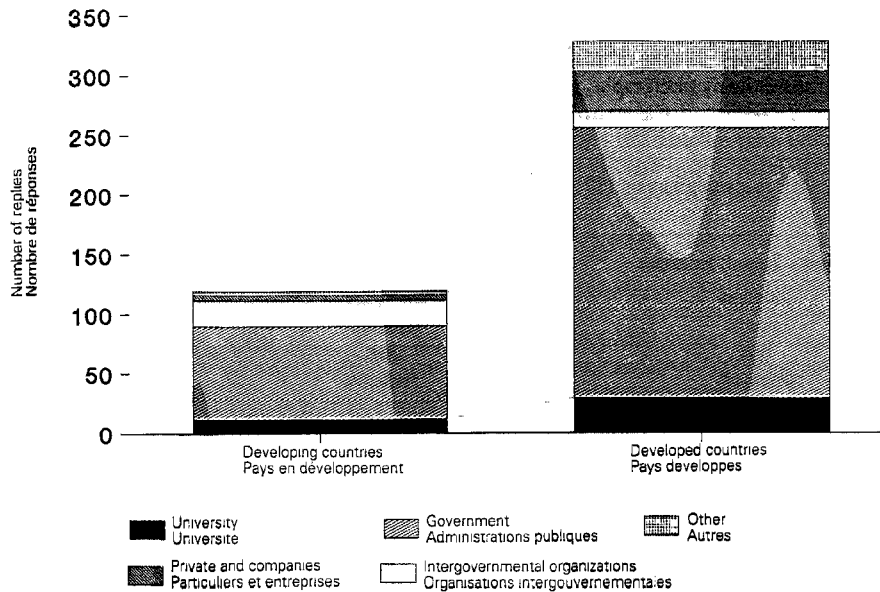 350
300
250
200
150
100
50
0
Number of replies
Nombre de réponses
Developing countries
Pays en développement
Developed countries
Pays developpes
University
Universite
Government
Administrations publiques
Other
Autres
Private and companies
Particuliers et entreprises
Intergovernmental organizations
Organisations intergouvernementales